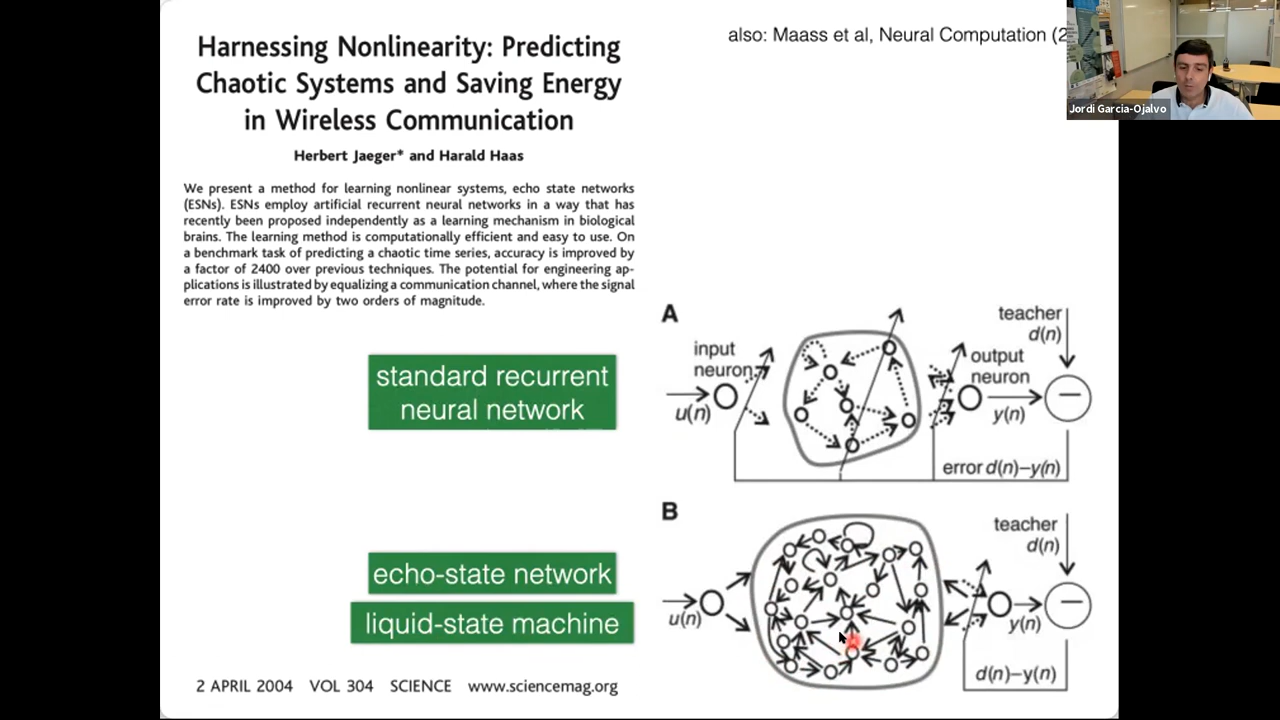 Harnessing Nonlinearity: Predicting
Chaotic Systems and Saving Energy
in Wireless Communication
Herbert Jaeger* and Harald Haas
We present a method for learning nonlinear systems, echo state networks
(ESNs). ESNs employ artificial recurrent neural networks in a way that has
recently been proposed independently as a learning mechanism in biological
brains. The learning method is computationally efficient and easy to use. On
a benchmark task of predicting a chaotic time series, accuracy is improved by
a factor of 2400 over previous techniques. The potential for engineering ap-
plications is illustrated by equalizing a communication channel, where the signal
error rate is improved by two orders of magnitude.
also: Maass et al, Neural Computation (2
Jordi Garcia-Ojalvo
standard recurrent
neural network
A
input
neuron
u(n)
output
neuron
y(n)
teacher
d(n)
error d(n)−y(n)
echo-state network
liquid-state machine
B
u(n)
teacher
d(n)
y(n)
d(n)−y(n)
2 APRIL 2004 VOL 304 SCIENCE www.sciencemag.org